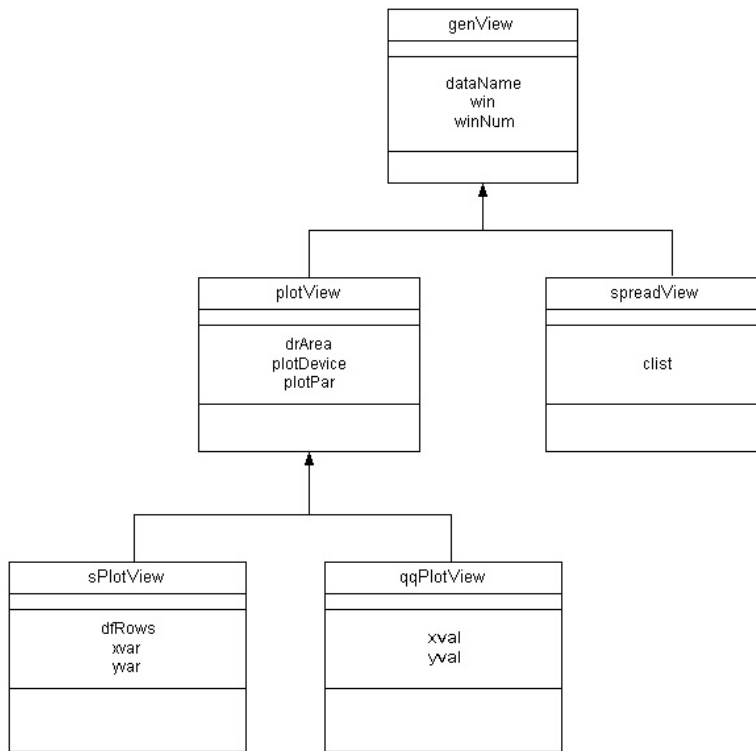 genView
dataName
win
winNum
plotView
drArea
plotDevice
plotPar
spreadView
clist
sPlotView
dfRows
xvar
yvar
qqPlotView
xval
yval